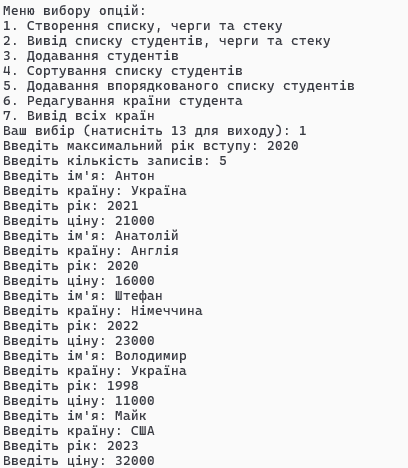 Меню вибору опцій:
1. Створення списку, черги та стеку
2. Вивід списку студентів, черги та стеку
3. Додавання студентів
4. Сортування списку студентів
5. Додавання впорядкованого списку студентів
6. Редагування країни студента
7. Вивід всіх країн
Ваш вибір (натисніть 13 для виходу): 1
Введіть максимальний рік вступу: 2020
Введіть кількість записів: 5
Введіть ім'я: Антон
Введіть країну: Україна
Введіть рік: 2021
Введіть ціну: 21000
Введіть ім'я: Анатолій
Введіть країну: Англія
Введіть рік: 2020
Введіть ціну: 16000
Введіть ім'я: Штефан
Введіть країну: Німеччина
Введіть рік: 2022
Введіть ціну: 23000
Введіть ім'я: Володимир
Введіть країну: Україна
Введіть рік: 1998
Введіть ціну: 11000
Введіть ім'я: Майк
Введіть країну: США
Введіть рік: 2023
Введіть ціну: 32000